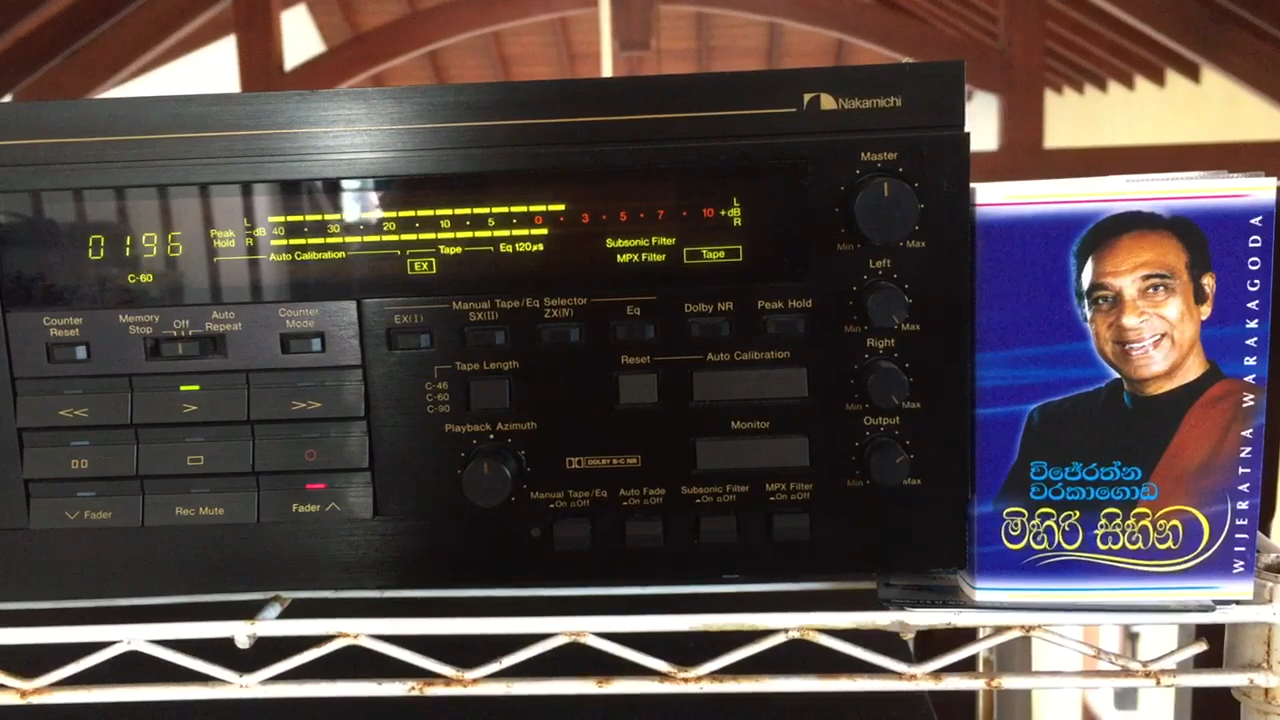 Nakamichi
Master
Min Max
0196
C-60
Peak Hold
L -dB R
40 30 20 10 5 0 3 5 7 10 +dB
L R
Auto Calibration
Tape
EX
Eq 120μs
Subsonic Filter
MPX Filter
Tape
Left
Min Max
Counter Reset
Memory Stop
Off
Auto Repeat
Counter Mode
Manual Tape/Eq Selector
EX(I)
SX(II)
ZX(IV)
Eq
Dolby NR
Peak Hold
Right
Min Max
Tape Length
C-46
C-60
C-90
Reset
Auto Calibration
<<
>
>>
Playback Azimuth
Monitor
Output
Min Max
DOLBY B-C NR
Fader
Rec Mute
Fader
Manual Tape/Eq
On Off
Auto Fade
On Off
Subsonic Filter
On Off
MPX Filter
On Off
විජේරත්න
වරකාගොඩ
මිහිරි සිහින
WIJERATNA WARAKAGODA